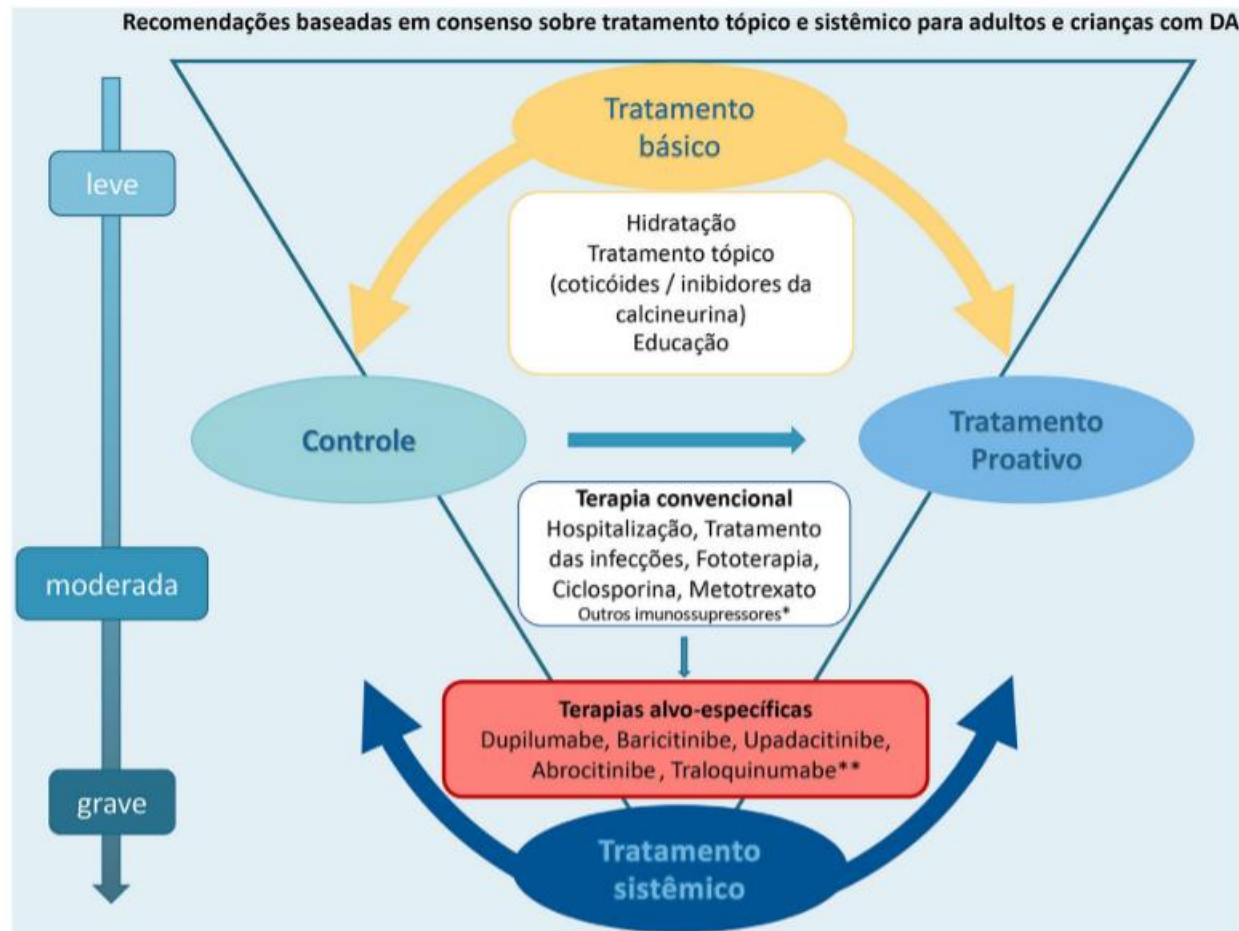 Recomendações baseadas em consenso sobre tratamento tópico e sistêmico para adultos e crianças com DA
Tratamento
básico
leve
Hidratação
Tratamento tópico
(coticóides / inibidores da
calcineurina)
Educação
Controle
Tratamento
Proativo
Terapia convencional
Hospitalização, Tratamento
das infecções, Fototerapia,
Ciclosporina, Metotrexato
Outros imunossupressores*
moderada
Terapias alvo-específicas
Dupilumabe, Baricitinibe, Upadacitinibe,
Abrocitinibe, Traloquinumabe**
grave
Tratamento
sistêmico